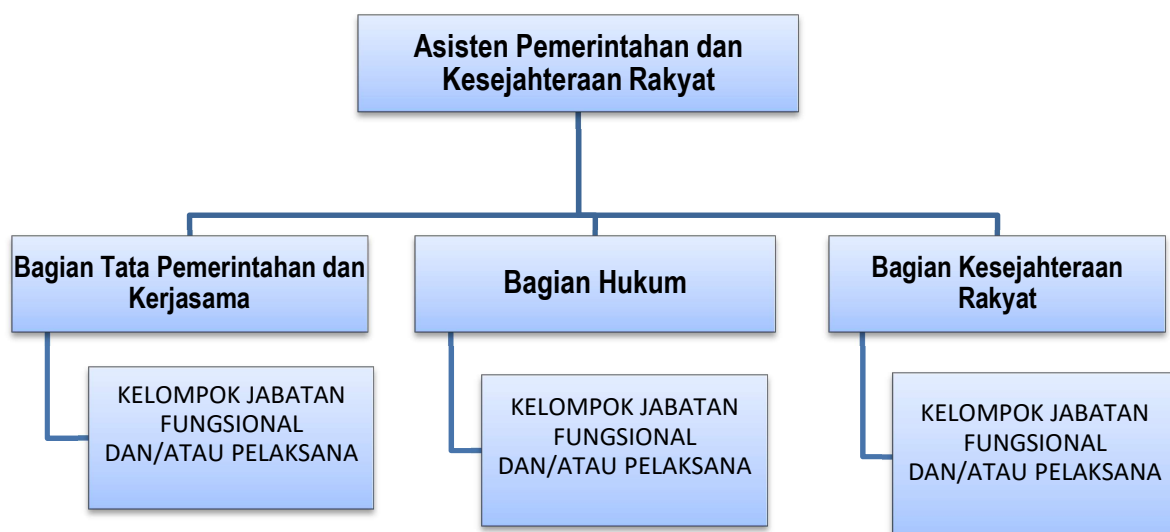 Asisten Pemerintahan dan
Kesejahteraan Rakyat
Bagian Tata Pemerintahan dan
Kerjasama
Bagian Hukum
Bagian Kesejahteraan
Rakyat
KELOMPOK JABATAN
FUNGSIONAL
DAN/ATAU PELAKSANA
KELOMPOK JABATAN
FUNGSIONAL
DAN/ATAU PELAKSANA
KELOMPOK JABATAN
FUNGSIONAL
DAN/ATAU PELAKSANA